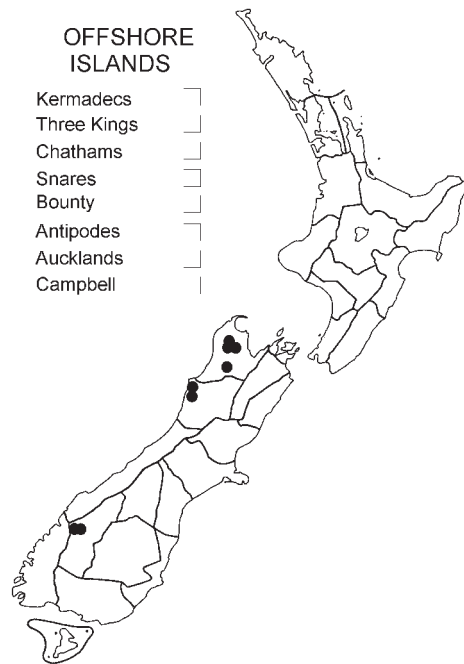 OFFSHORE
ISLANDS
Kermadecs
Three Kings
Chathams
Snares
Bounty
Antipodes
Aucklands
Campbell